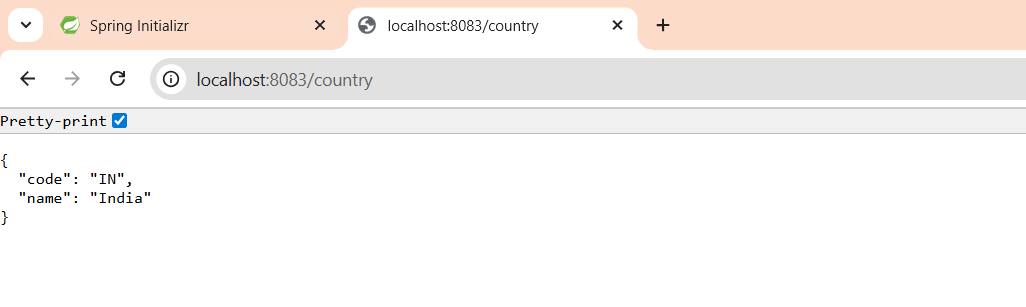 Spring Initializr
localhost:8083/country
localhost:8083/country
Pretty-print
{
  "code": "IN",
  "name": "India"
}